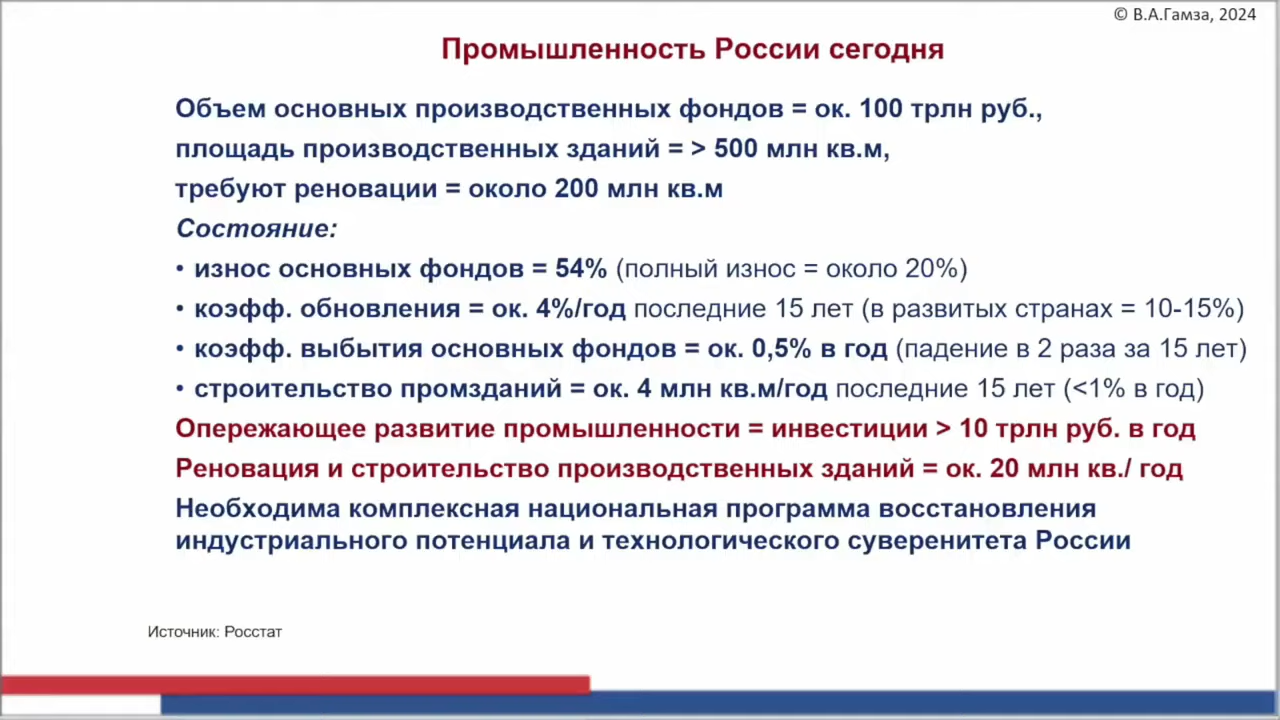 © В.А.Гамза, 2024
Промышленность России сегодня
Объем основных производственных фондов = ок. 100 трлн руб.,
площадь производственных зданий = > 500 млн кв.м,
требуют реновации = около 200 млн кв.м
Состояние:
• износ основных фондов = 54% (полный износ = около 20%)
• коэфф. обновления = ок. 4%/год последние 15 лет (в развитых странах = 10-15%)
• коэфф. выбытия основных фондов = ок. 0,5% в год (падение в 2 раза за 15 лет)
• строительство промзданий = ок. 4 млн кв.м/год последние 15 лет (<1% в год)
Опережающее развитие промышленности = инвестиции > 10 трлн руб. в год
Реновация и строительство производственных зданий = ок. 20 млн кв./ год
Необходима комплексная национальная программа восстановления
индустриального потенциала и технологического суверенитета России
Источник: Росстат